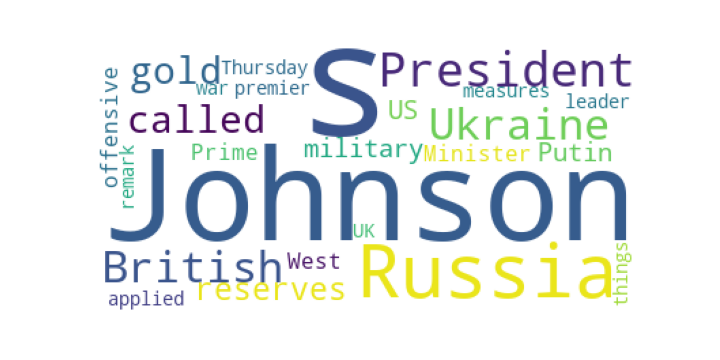 s
President
gold
Thursday
war
premier
measures
leader
offensive
called
US
Ukraine
remark
Prime
military
Minister
Putin
Johnson
UK
British
West
Russia
things
reserves
applied